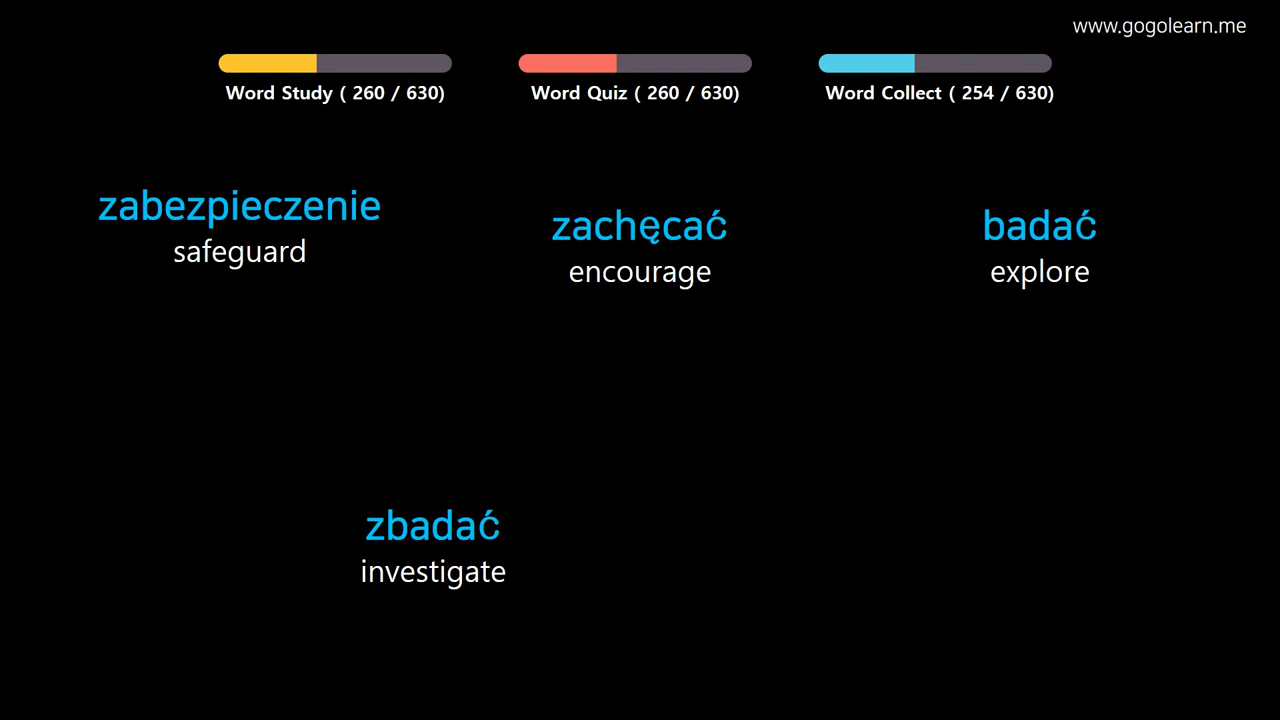 www.gogolearn.me
Word Study ( 260 / 630)
Word Quiz ( 260 / 630)
Word Collect ( 254 / 630)
zabezpieczenie
safeguard
zachęcać
encourage
badać
explore
zbadać
investigate